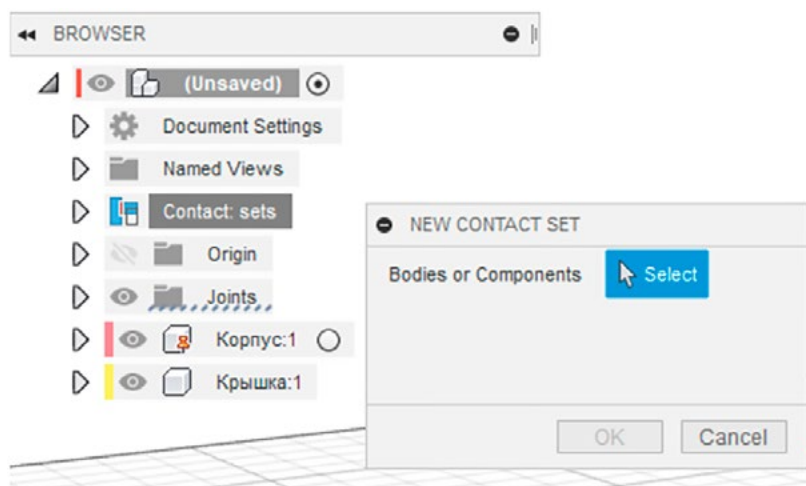 BROWSER
(Unsaved)
Document Settings
Named Views
Contact: sets
Origin
Joints
Корпус:1
Крышка:1
NEW CONTACT SET
Bodies or Components
Select
OK
Cancel